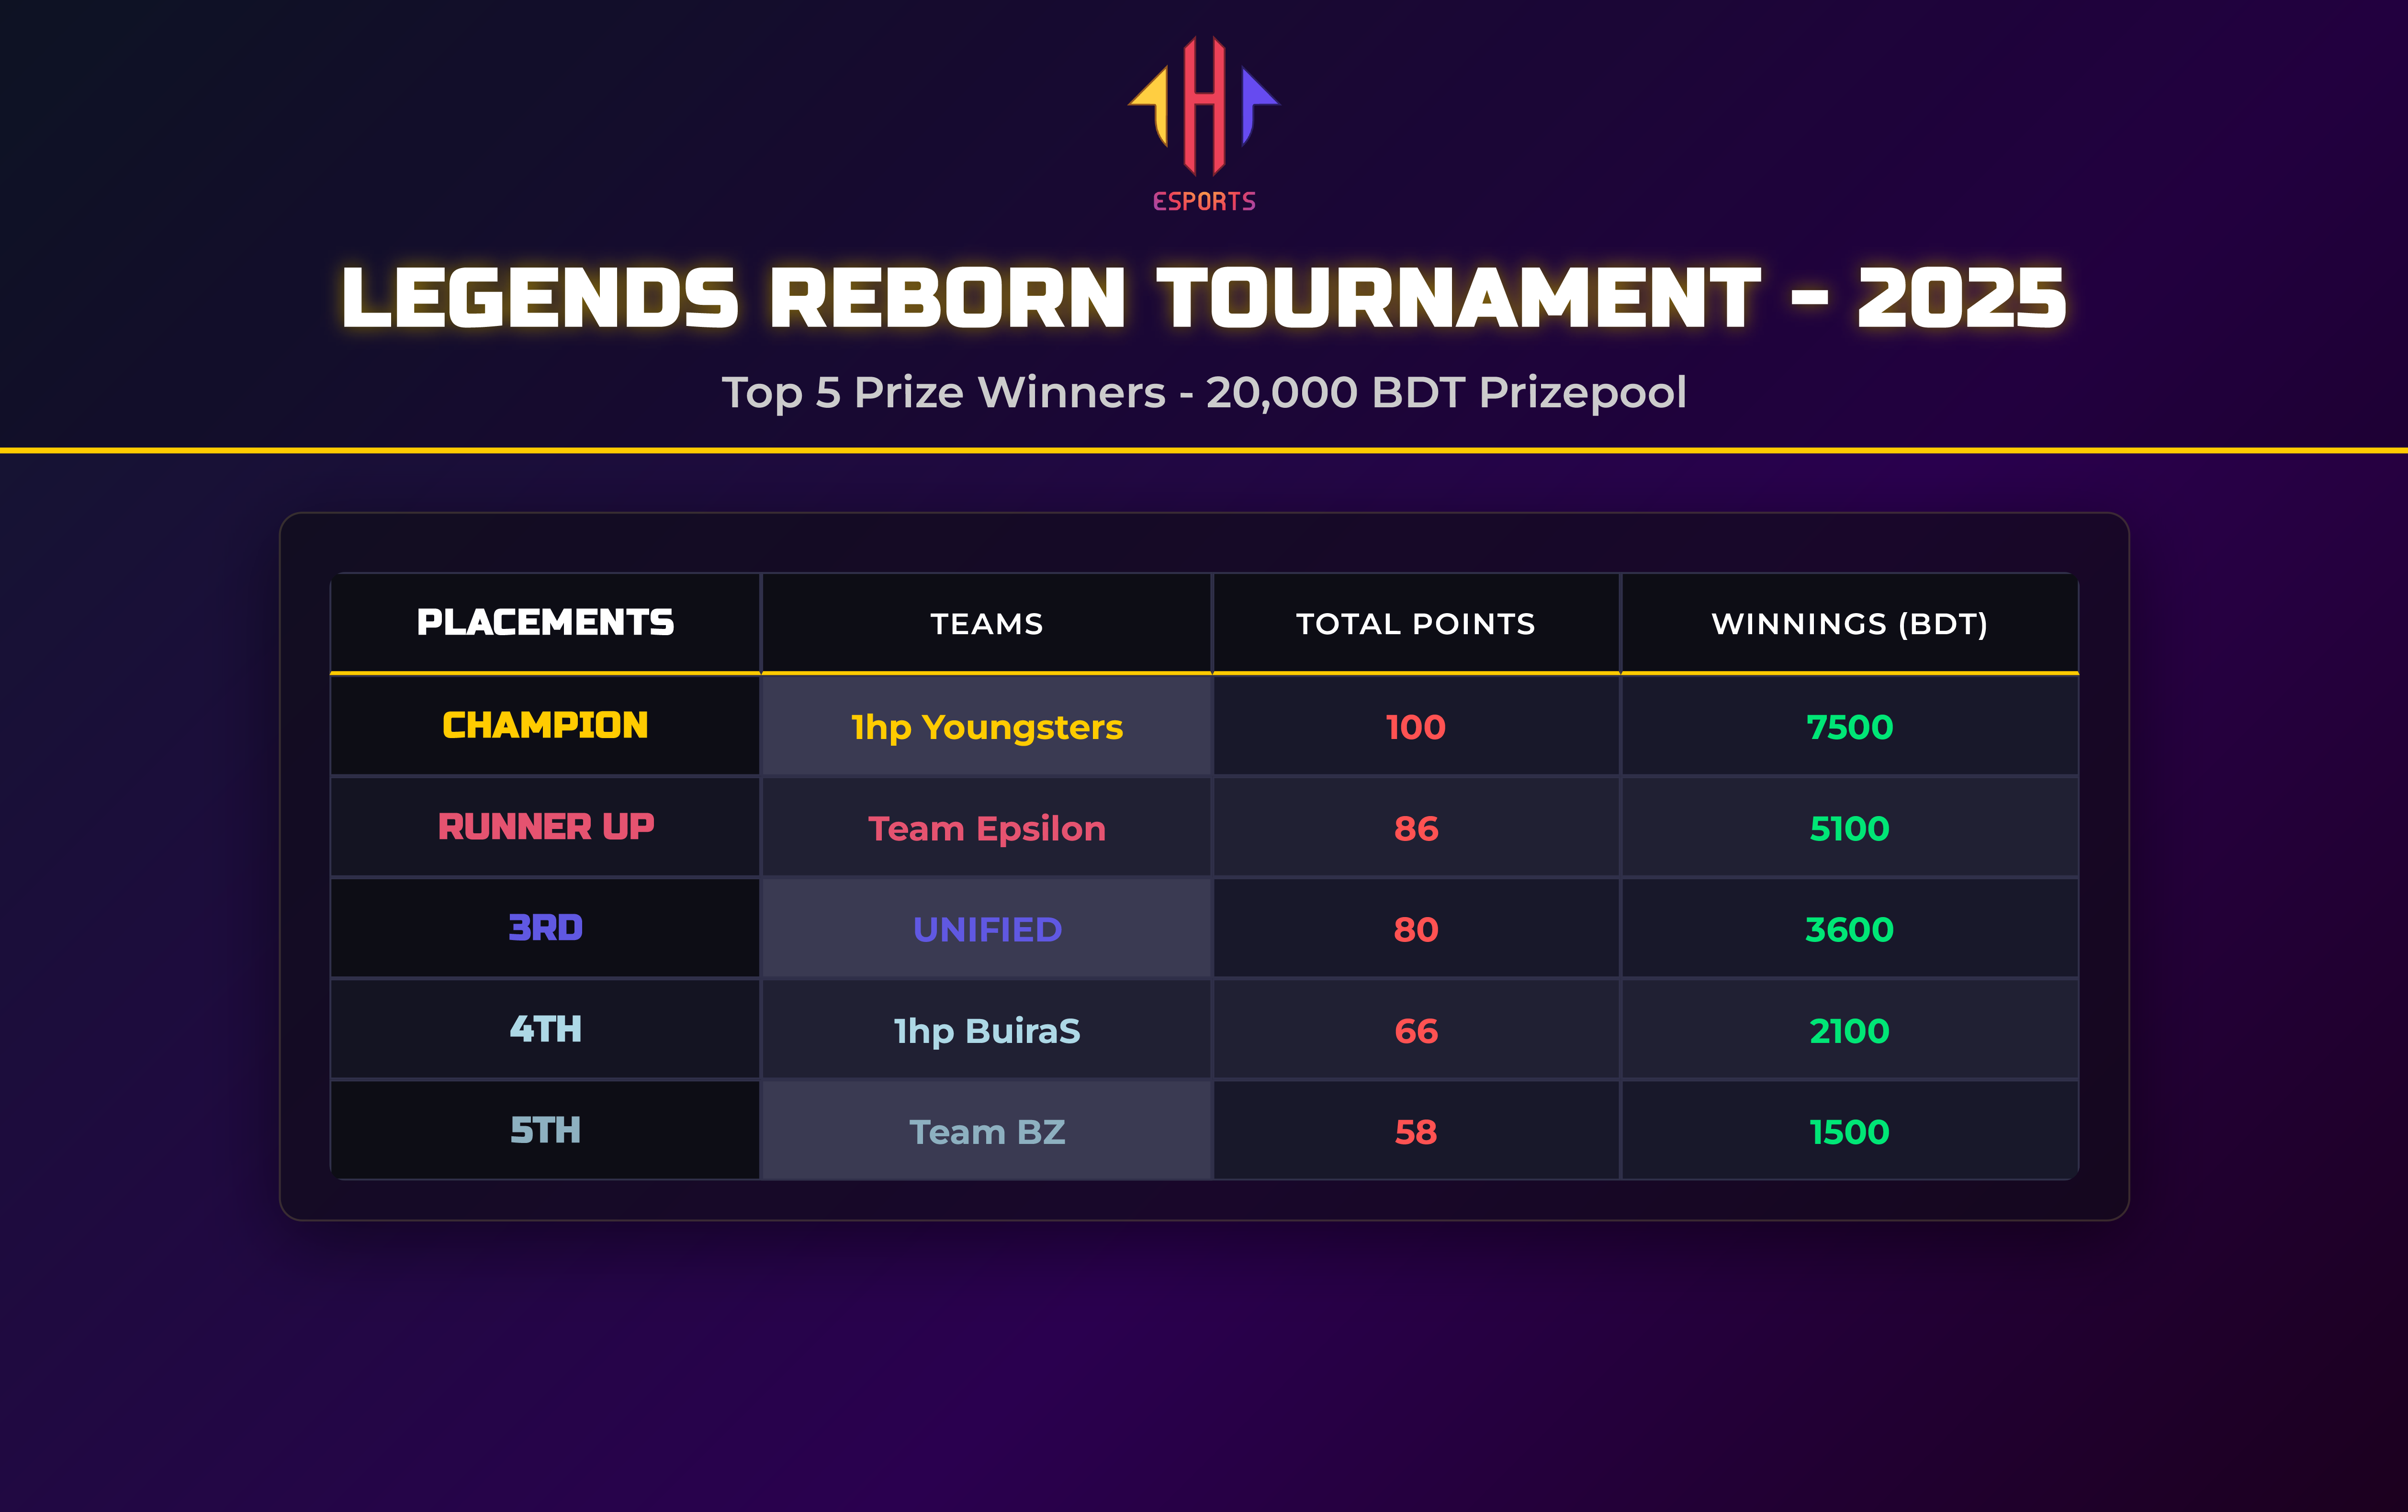 ESPORTS
LEGENDS REBORN TOURNAMENT - 2025
Top 5 Prize Winners - 20,000 BDT Prizepool
PLACEMENTS TEAMS TOTAL POINTS WINNINGS (BDT)
CHAMPION 1hp Youngsters 100 7500
RUNNER UP Team Epsilon 86 5100
3RD UNIFIED 80 3600
4TH 1hp BuiraS 66 2100
5TH Team BZ 58 1500